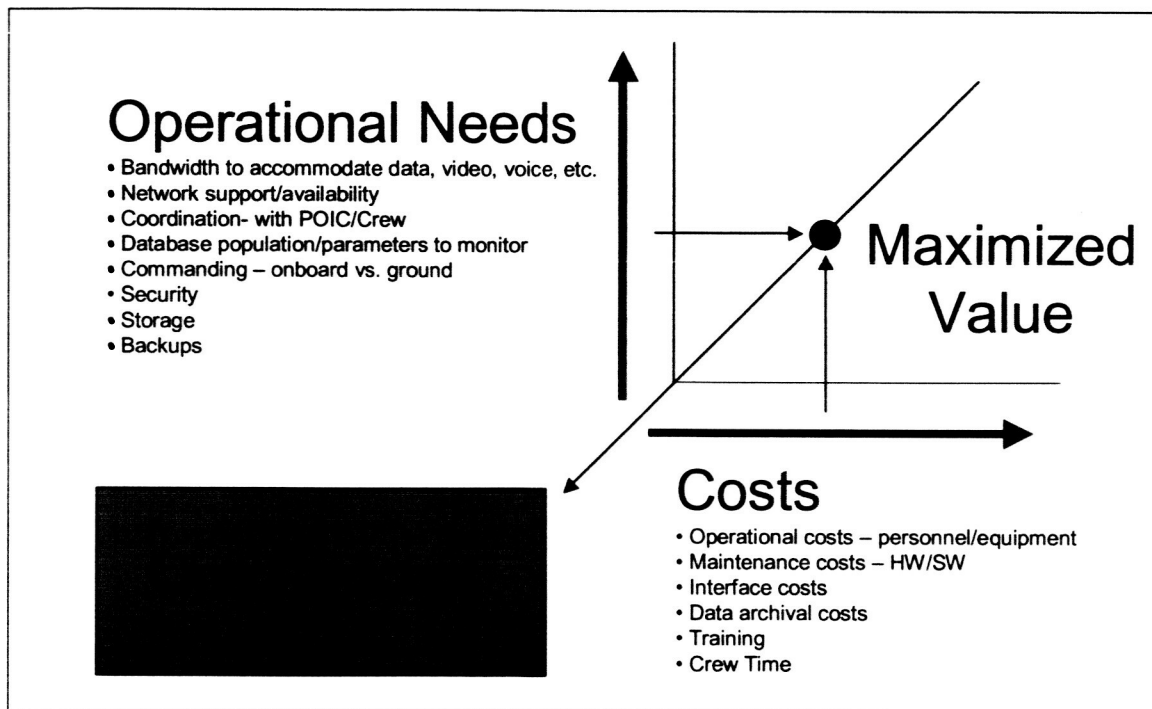 Operational Needs
• Bandwidth to accommodate data, video, voice, etc.
• Network support/availability
• Coordination- with POIC/Crew
• Database population/parameters to monitor
• Commanding – onboard vs. ground
• Security
• Storage
• Backups
Maximized
Value
Costs
• Operational costs – personnel/equipment
• Maintenance costs – HW/SW
• Interface costs
• Data archival costs
• Training
• Crew Time